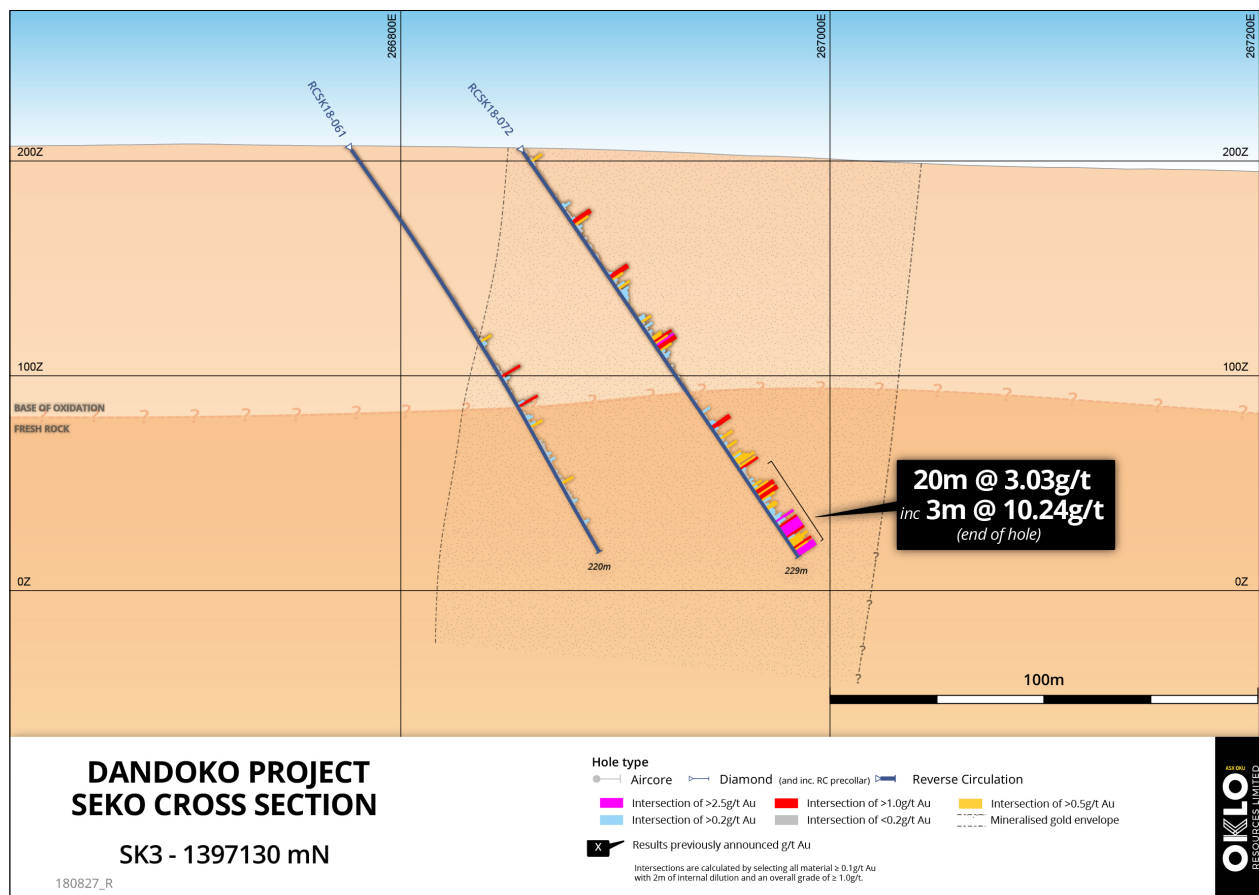 266800E
267000E
267200E
RCSK18-061
RCSK18-072
200Z
200Z
100Z
100Z
BASE OF OXIDATION
FRESH ROCK
? ? ? ? ? ? ? ? ? ? ? ? ?
20m @ 3.03g/t
inc 3m @ 10.24g/t
(end of hole)
220m
229m
0Z
0Z
?
?
?
?
100m
DANDOKO PROJECT
SEKO CROSS SECTION
SK3 - 1397130 mN
180827_R
Hole type
Aircore Diamond (and inc. RC precollar) Reverse Circulation
Intersection of >2.5g/t Au Intersection of >1.0g/t Au Intersection of >0.5g/t Au
Intersection of >0.2g/t Au Intersection of <0.2g/t Au Mineralised gold envelope
X Results previously announced g/t Au
Intersections are calculated by selecting all material ≥ 0.1g/t Au
with 2m of internal dilution and an overall grade of ≥ 1.0g/t.
ASX OKU
OKLO
RESOURCES LIMITED